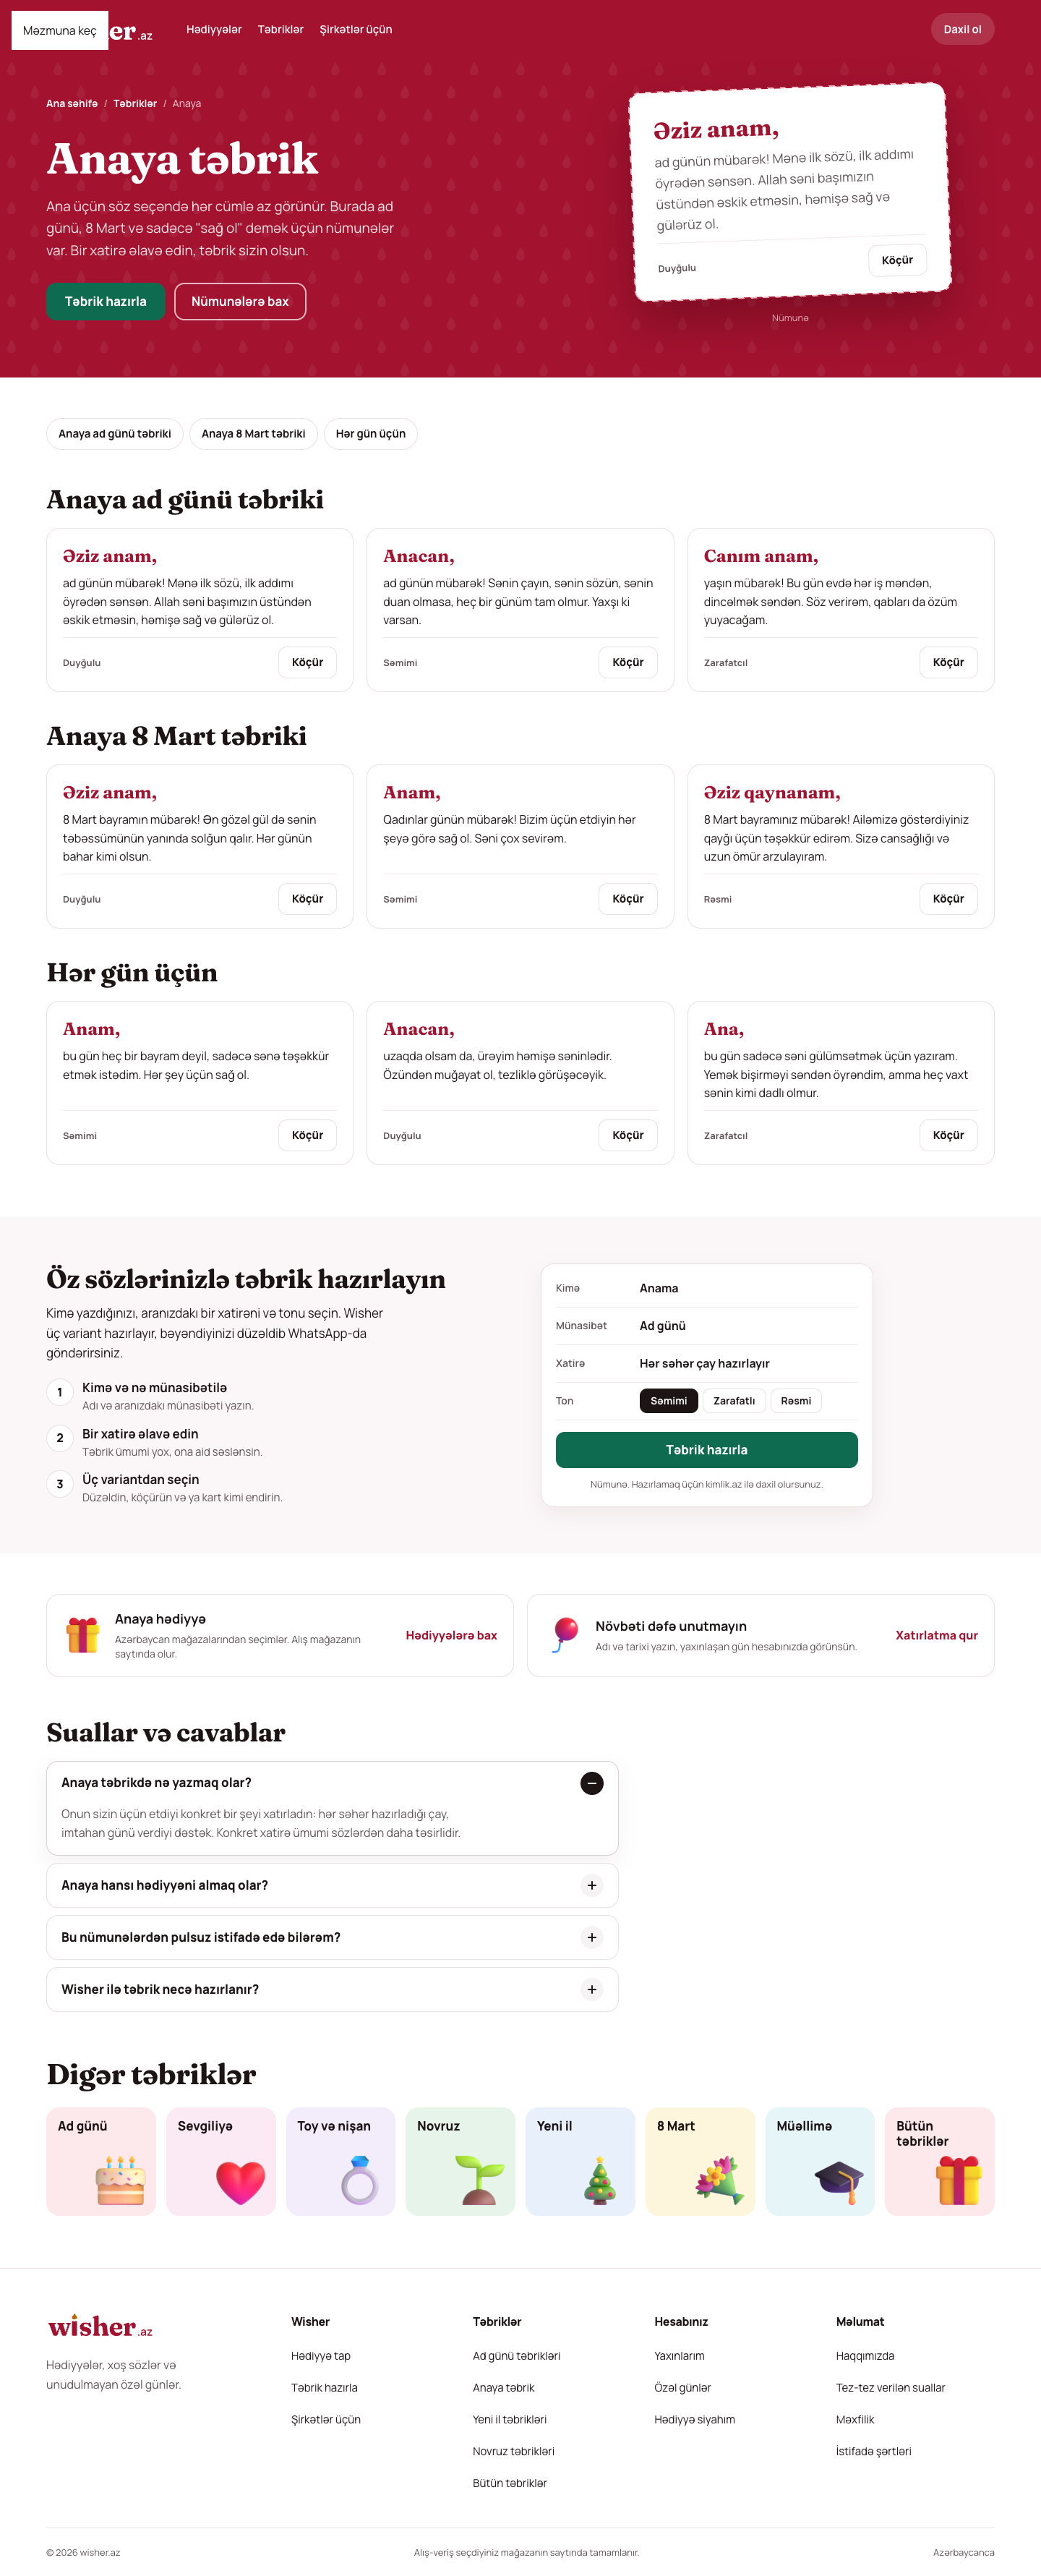 Məzmuna keç
er.az
Hədiyyələr
Təbriklər
Şirkətlər üçün
Daxil ol
Ana səhifə / Təbriklər / Anaya
Anaya təbrik
Ana üçün söz seçəndə hər cümlə az görünür. Burada ad
günü, 8 Mart və sadəcə "sağ ol" demək üçün nümunələr
var. Bir xatirə əlavə edin, təbrik sizin olsun.
Təbrik hazırla
Nümunələrə bax
Əziz anam,
ad günün mübarək! Mənə ilk sözü, ilk addımı
öyrədən sənsən. Allah səni başımızın
üstündən əskik etməsin, həmişə sağ və
gülərüz ol.
Duyğulu
Köçür
Nümunə
Anaya ad günü təbriki
Anaya 8 Mart təbriki
Hər gün üçün
Anaya ad günü təbriki
Əziz anam,
ad günün mübarək! Mənə ilk sözü, ilk addımı
öyrədən sənsən. Allah səni başımızın üstündən
əskik etməsin, həmişə sağ və gülərüz ol.
Duyğulu
Köçür
Anacan,
ad günün mübarək! Sənin çayın, sənin sözün, sənin
duan olmasa, heç bir günüm tam olmur. Yaxşı ki
varsan.
Səmimi
Köçür
Canım anam,
yaşın mübarək! Bu gün evdə hər iş məndən,
dincəlmək səndən. Söz verirəm, qabları da özüm
yuyacağam.
Zarafatcıl
Köçür
Anaya 8 Mart təbriki
Əziz anam,
8 Mart bayramın mübarək! Ən gözəl gül də sənin
təbəssümünün yanında solğun qalır. Hər günün
bahar kimi olsun.
Duyğulu
Köçür
Anam,
Qadınlar günün mübarək! Bizim üçün etdiyin hər
şeyə görə sağ ol. Səni çox sevirəm.
Səmimi
Köçür
Əziz qaynanam,
8 Mart bayramınız mübarək! Ailəmizə göstərdiyiniz
qayğı üçün təşəkkür edirəm. Sizə cansağlığı və
uzun ömür arzulayıram.
Rəsmi
Köçür
Hər gün üçün
Anam,
bu gün heç bir bayram deyil, sadəcə sənə təşəkkür
etmək istədim. Hər şey üçün sağ ol.
Səmimi
Köçür
Anacan,
uzaqda olsam da, ürəyim həmişə səninlədir.
Özündən muğayat ol, tezliklə görüşəcəyik.
Duyğulu
Köçür
Ana,
bu gün sadəcə səni gülümsətmək üçün yazıram.
Yemək bişirməyi səndən öyrəndim, amma heç vaxt
sənin kimi dadlı olmur.
Zarafatcıl
Köçür
Öz sözlərinizlə təbrik hazırlayın
Kimə yazdığınızı, aranızdakı bir xatirəni və tonu seçin. Wisher
üç variant hazırlayır, bəyəndiyinizi düzəldib WhatsApp-da
göndərirsiniz.
1
Kimə və nə münasibətilə
Adı və aranızdakı münasibəti yazın.
2
Bir xatirə əlavə edin
Təbrik ümumi yox, ona aid səslənsin.
3
Üç variantdan seçin
Düzəldin, köçürün və ya kart kimi endirin.
Kimə
Anama
Münasibət
Ad günü
Xatirə
Hər səhər çay hazırlayır
Ton
Səmimi
Zarafatlı
Rəsmi
Təbrik hazırla
Nümunə. Hazırlamaq üçün kimlik.az ilə daxil olursunuz.
Anaya hədiyyə
Azərbaycan mağazalarından seçimlər. Alış mağazanın
saytında olur.
Hədiyyələrə bax
Növbəti dəfə unutmayın
Adı və tarixi yazın, yaxınlaşan gün hesabınızda görünsün.
Xatırlatma qur
Suallar və cavablar
Anaya təbrikdə nə yazmaq olar?
Onun sizin üçün etdiyi konkret bir şeyi xatırladın: hər səhər hazırladığı çay,
imtahan günü verdiyi dəstək. Konkret xatirə ümumi sözlərdən daha təsirlidir.
Anaya hansı hədiyyəni almaq olar?
Bu nümunələrdən pulsuz istifadə edə bilərəm?
Wisher ilə təbrik necə hazırlanır?
Digər təbriklər
Ad günü
Sevgiliyə
Toy və nişan
Novruz
Yeni il
8 Mart
Müəllimə
Bütün
təbriklər
wisher.az
Hədiyyələr, xoş sözlər və
unudulmayan özəl günlər.
Wisher
Hədiyyə tap
Təbrik hazırla
Şirkətlər üçün
Təbriklər
Ad günü təbrikləri
Anaya təbrik
Yeni il təbrikləri
Novruz təbrikləri
Bütün təbriklər
Hesabınız
Yaxınlarım
Özəl günlər
Hədiyyə siyahım
Məlumat
Haqqımızda
Tez-tez verilən suallar
Məxfilik
İstifadə şərtləri
© 2026 wisher.az
Alış-veriş seçdiyiniz mağazanın saytında tamamlanır.
Azərbaycanca